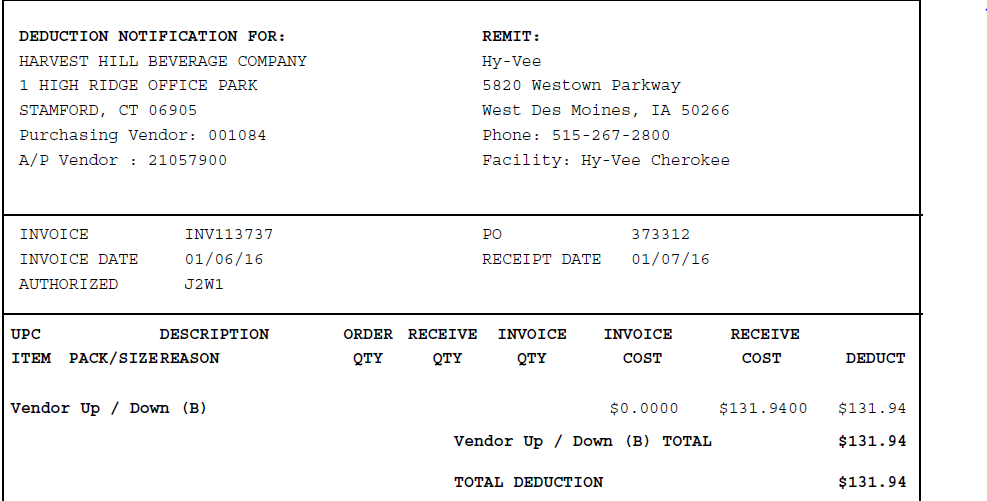 DEDUCTION NOTIFICATION FOR: REMIT:
HARVEST HILL BEVERAGE COMPANY Hy-Vee
1 HIGH RIDGE OFFICE PARK 5820 Westown Parkway
STAMFORD, CT 06905 West Des Moines, IA 50266
Purchasing Vendor: 001084 Phone: 515-267-2800
A/P Vendor : 21057900 Facility: Hy-Vee Cherokee
INVOICE INV113737 PO 373312
INVOICE DATE 01/06/16 RECEIPT DATE 01/07/16
AUTHORIZED J2W1
UPC DESCRIPTION ORDER RECEIVE INVOICE INVOICE RECEIVE
ITEM PACK/SIZE REASON QTY QTY QTY COST COST DEDUCT
Vendor Up / Down (B) $0.0000 $131.9400 $131.94
Vendor Up / Down (B) TOTAL $131.94
TOTAL DEDUCTION $131.94